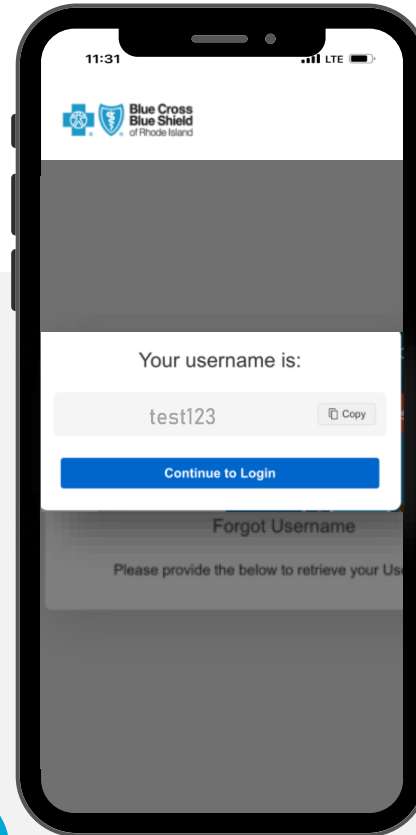 11:31
LTE
Blue Cross
Blue Shield
of Rhode Island
Your username is:
test123
Copy
Continue to Login
Forgot Username
Please provide the below to retrieve your Use